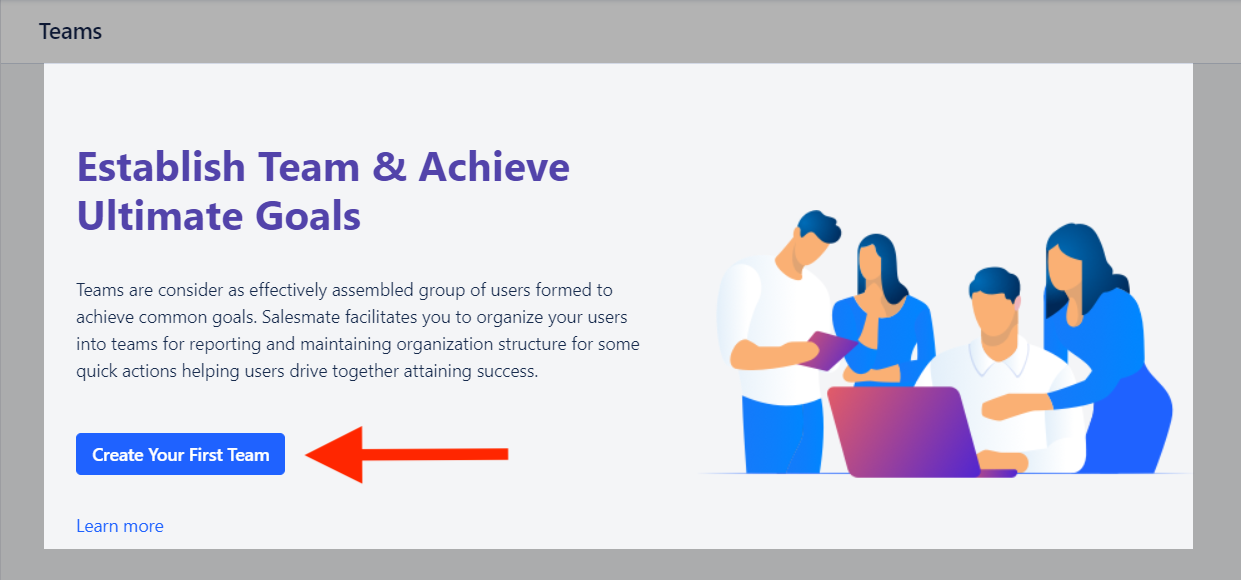 Teams
Establish Team & Achieve
Ultimate Goals
Teams are consider as effectively assembled group of users formed to
achieve common goals. Salesmate facilitates you to organize your users
into teams for reporting and maintaining organization structure for some
quick actions helping users drive together attaining success.
Create Your First Team
Learn more